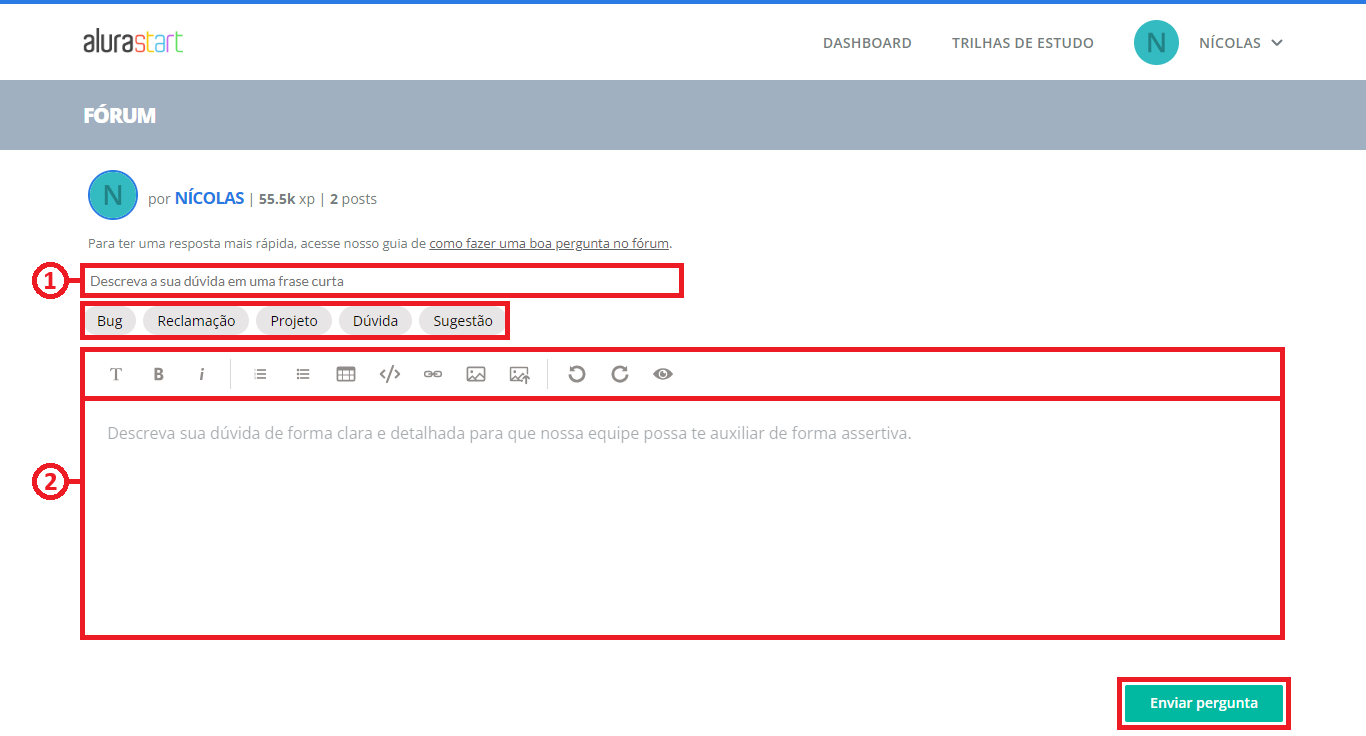 alurastart
DASHBOARD TRILHAS DE ESTUDO N NÍCOLAS
FÓRUM
N por NÍCOLAS | 55.5k xp | 2 posts
Para ter uma resposta mais rápida, acesse nosso guia de como fazer uma boa pergunta no fórum.
1 Descreva a sua dúvida em uma frase curta
Bug Reclamação Projeto Dúvida Sugestão
T B i
Descreva sua dúvida de forma clara e detalhada para que nossa equipe possa te auxiliar de forma assertiva.
2
Enviar pergunta